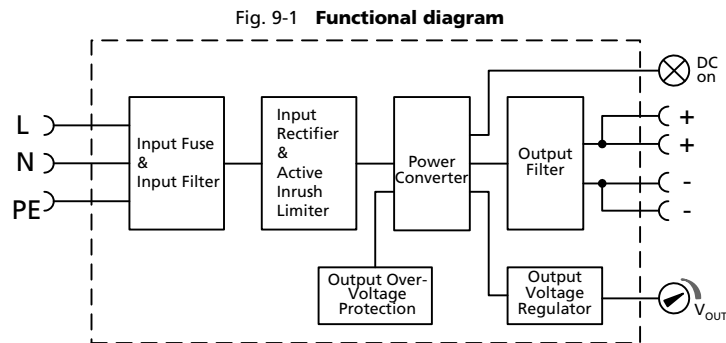 Fig. 9-1 Functional diagram
DC
on
L
N
PE
Input Fuse
&
Input Filter
Input
Rectifier
&
Active
Inrush
Limiter
Power
Converter
Output
Filter
+
+
-
-
Output Over-
Voltage
Protection
Output
Voltage
Regulator
VOUT